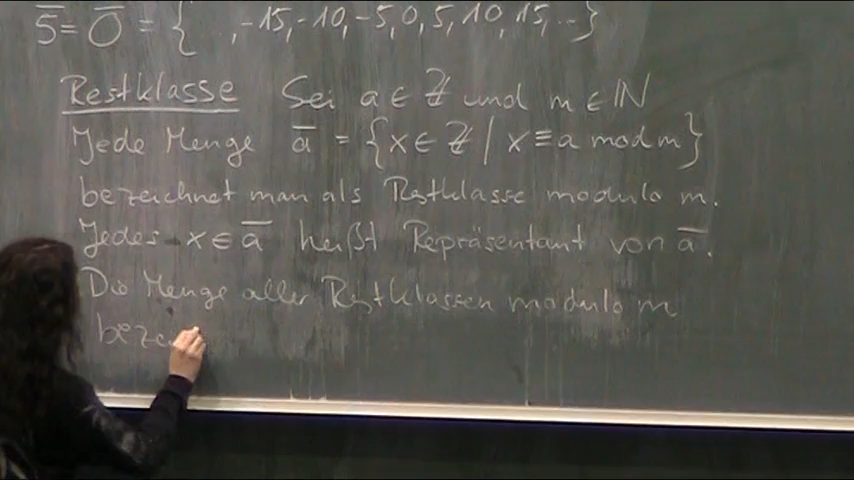 5̅ = 0̅ = { . . , -15, -10, -5, 0, 5, 10, 15, .. }
Restklasse Sei a ∈ ℤ und m ∈ ℕ
Jede Menge a̅ = {x ∈ ℤ / x ≡ a mod m}
bezeichnet man als Restklasse modulo m.
Jedes x ∈ a̅ heißt Repräsentant von a̅.
Die Menge aller Restklassen modulo m
beze